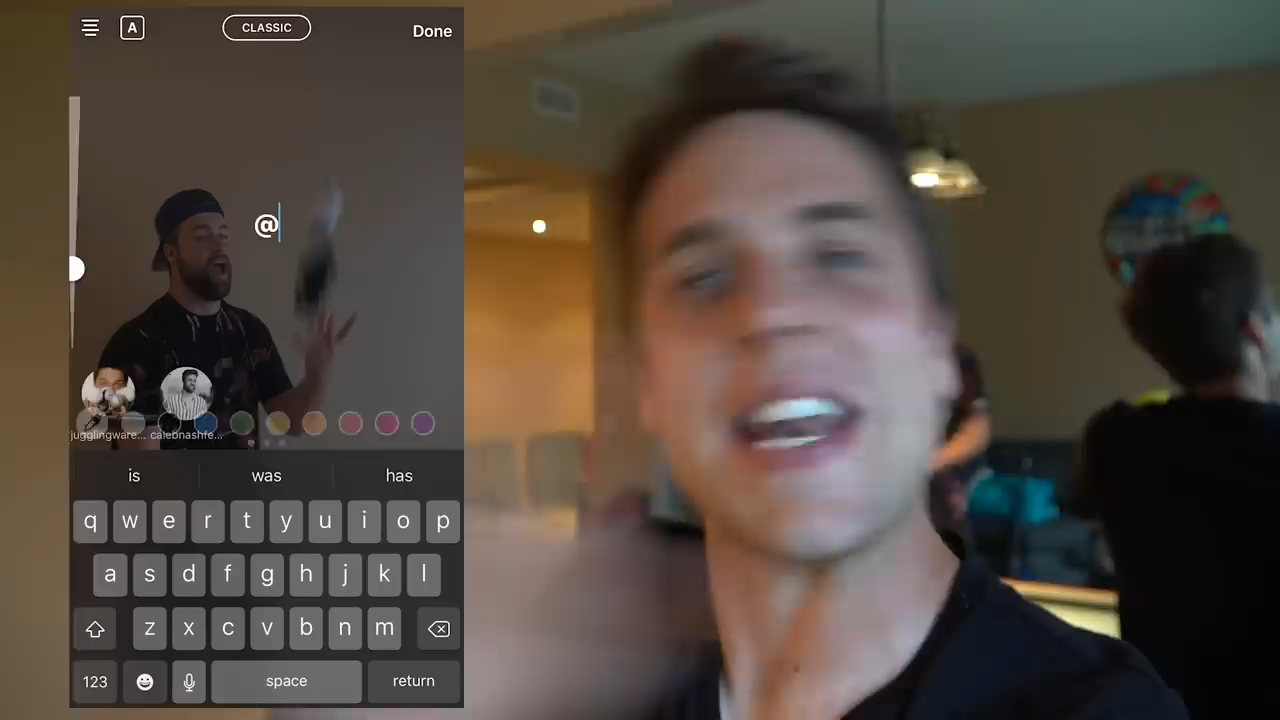 A CLASSIC Done
@
jugglingware... calebnashfe...
is was has
q w e r t y u i o p
a s d f g h j k l
z x c v b n m
123 space return